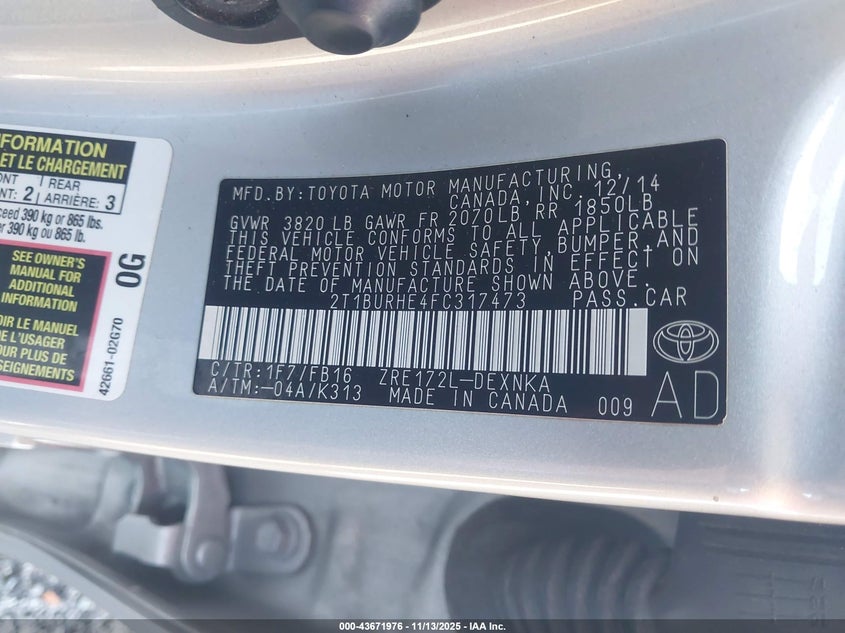 NFORMATION
ET LE CHARGEMENT
ONT
NT: 2
REAR
ARRIÈRE: 3
ceed 390 kg or 865 lbs.
r 390 kg ou 865 lb.
SEE OWNER'S
MANUAL FOR
ADDITIONAL
INFORMATION
OIR LE MANUEL
DE L'USAGER
OUR PLUS DE
SEIGNEMENTS
0G
42661-02G70
MFD.BY:TOYOTA MOTOR MANUFACTURING,
CANADA,INC. 12/14
GVWR 3820 LB GAWR FR 2070LB, RR 1850LB
THIS VEHICLE CONFORMS TO ALL APPLICABLE
FEDERAL MOTOR VEHICLE SAFETY, BUMPER,AND
THEFT PREVENTION STANDARDS IN EFFECT ON
THE DATE OF MANUFACTURE SHOWN ABOVE.
2T1BURHE4FC317473 PASS.CAR
C/TR:1F7/FB16 ZRE172L-DEXNKA
A/TM:-04A/K313 MADE IN CANADA 009
AD
000-43671976 | 11/13/2025 | IAA Inc.